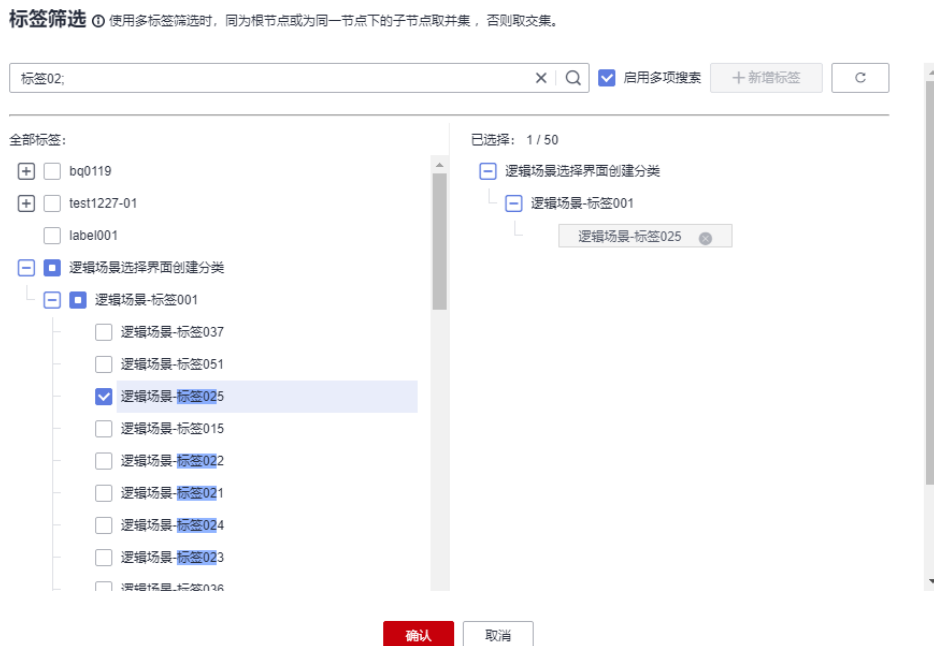 标签筛选 使用多标签筛选时，同为根节点或为同一节点下的子节点取并集，否则取交集。
标签02; 启用多项搜索 新增标签
全部标签：
bq0119
test1227-01
label001
逻辑场景选择界面创建分类
逻辑场景-标签001
逻辑场景-标签037
逻辑场景-标签051
逻辑场景-标签025
逻辑场景-标签015
逻辑场景-标签022
逻辑场景-标签021
逻辑场景-标签024
逻辑场景-标签023
逻辑场景-标签036
已选择： 1 / 50
逻辑场景选择界面创建分类
逻辑场景-标签001
逻辑场景-标签025
确认 取消